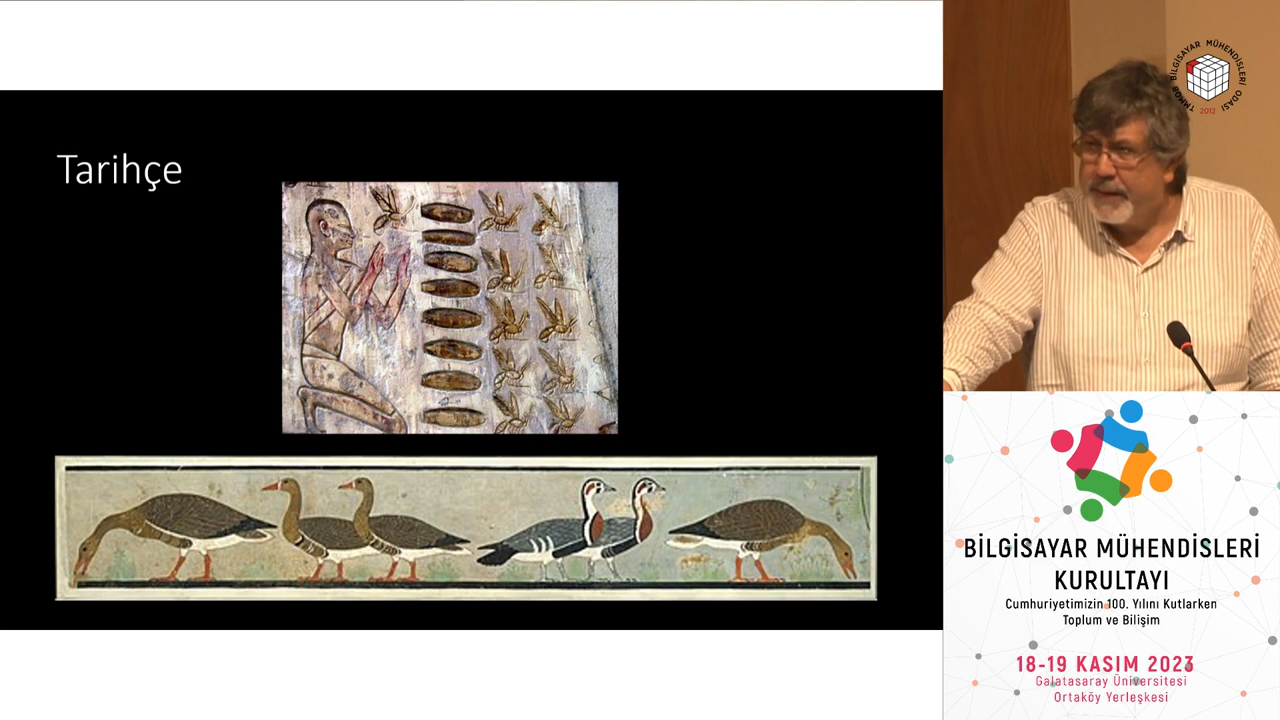 Tarihçe
TMMOB BİLGİSAYAR MÜHENDİSLERİ ODASI
2012
BİLGİSAYAR MÜHENDİSLERİ
KURULTAYI
Cumhuriyetimizin 100. Yılını Kutlarken
Toplum ve Bilişim
18-19 KASIM 2023
Galatasaray Üniversitesi
Ortaköy Yerleşkesi